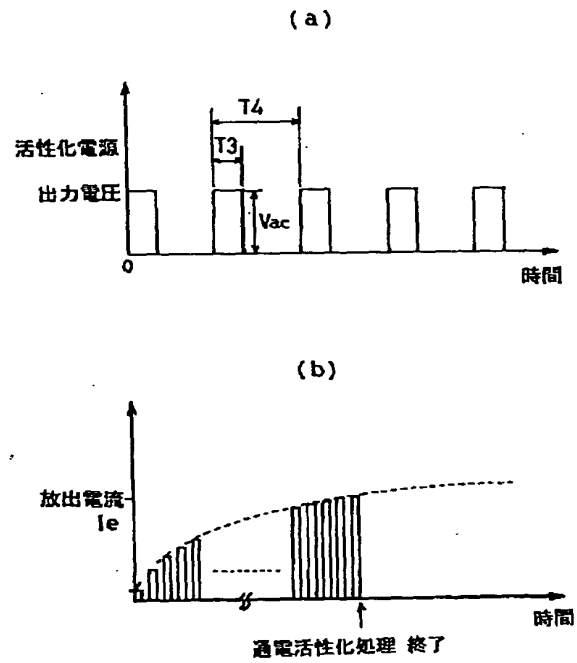 (a)
T4
T3
活性化電源
出力電圧
Vac
0
時間
(b)
放出電流
Ie
時間
通電活性化処理 終了